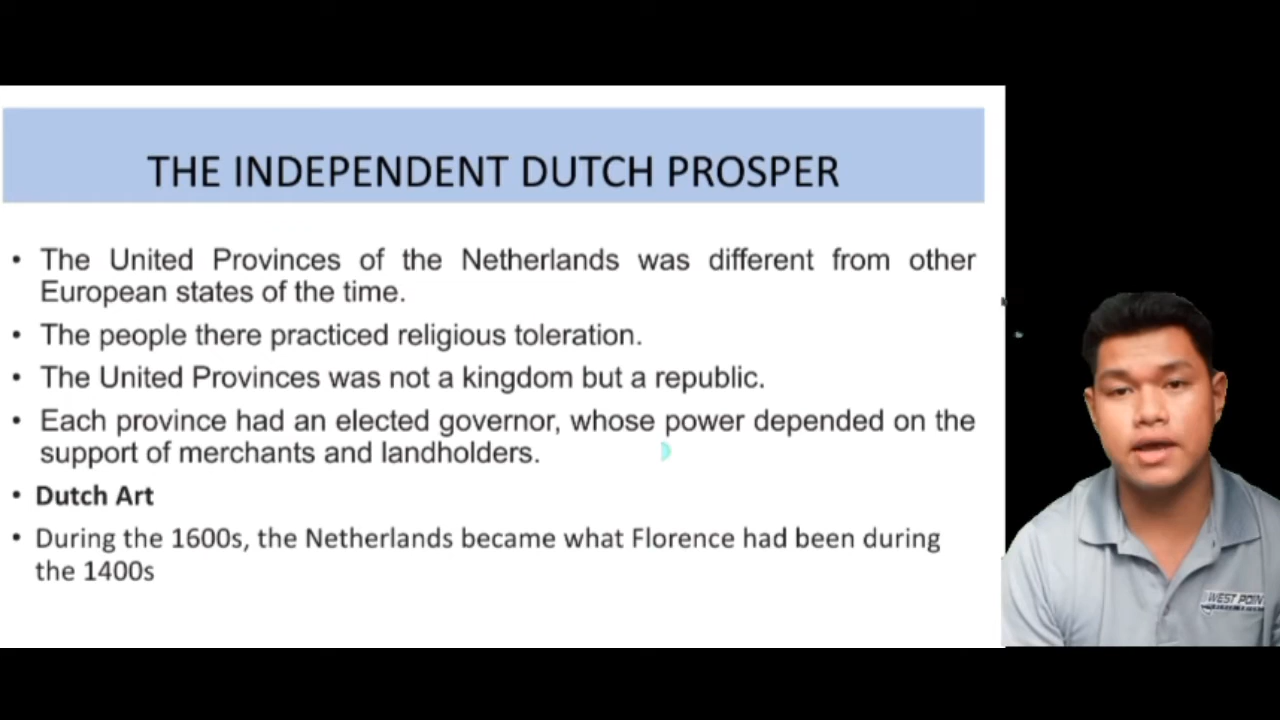 THE INDEPENDENT DUTCH PROSPER
• The United Provinces of the Netherlands was different from other
European states of the time.
• The people there practiced religious toleration.
• The United Provinces was not a kingdom but a republic.
• Each province had an elected governor, whose power depended on the
support of merchants and landholders.
• Dutch Art
• During the 1600s, the Netherlands became what Florence had been during
the 1400s
WEST POIN